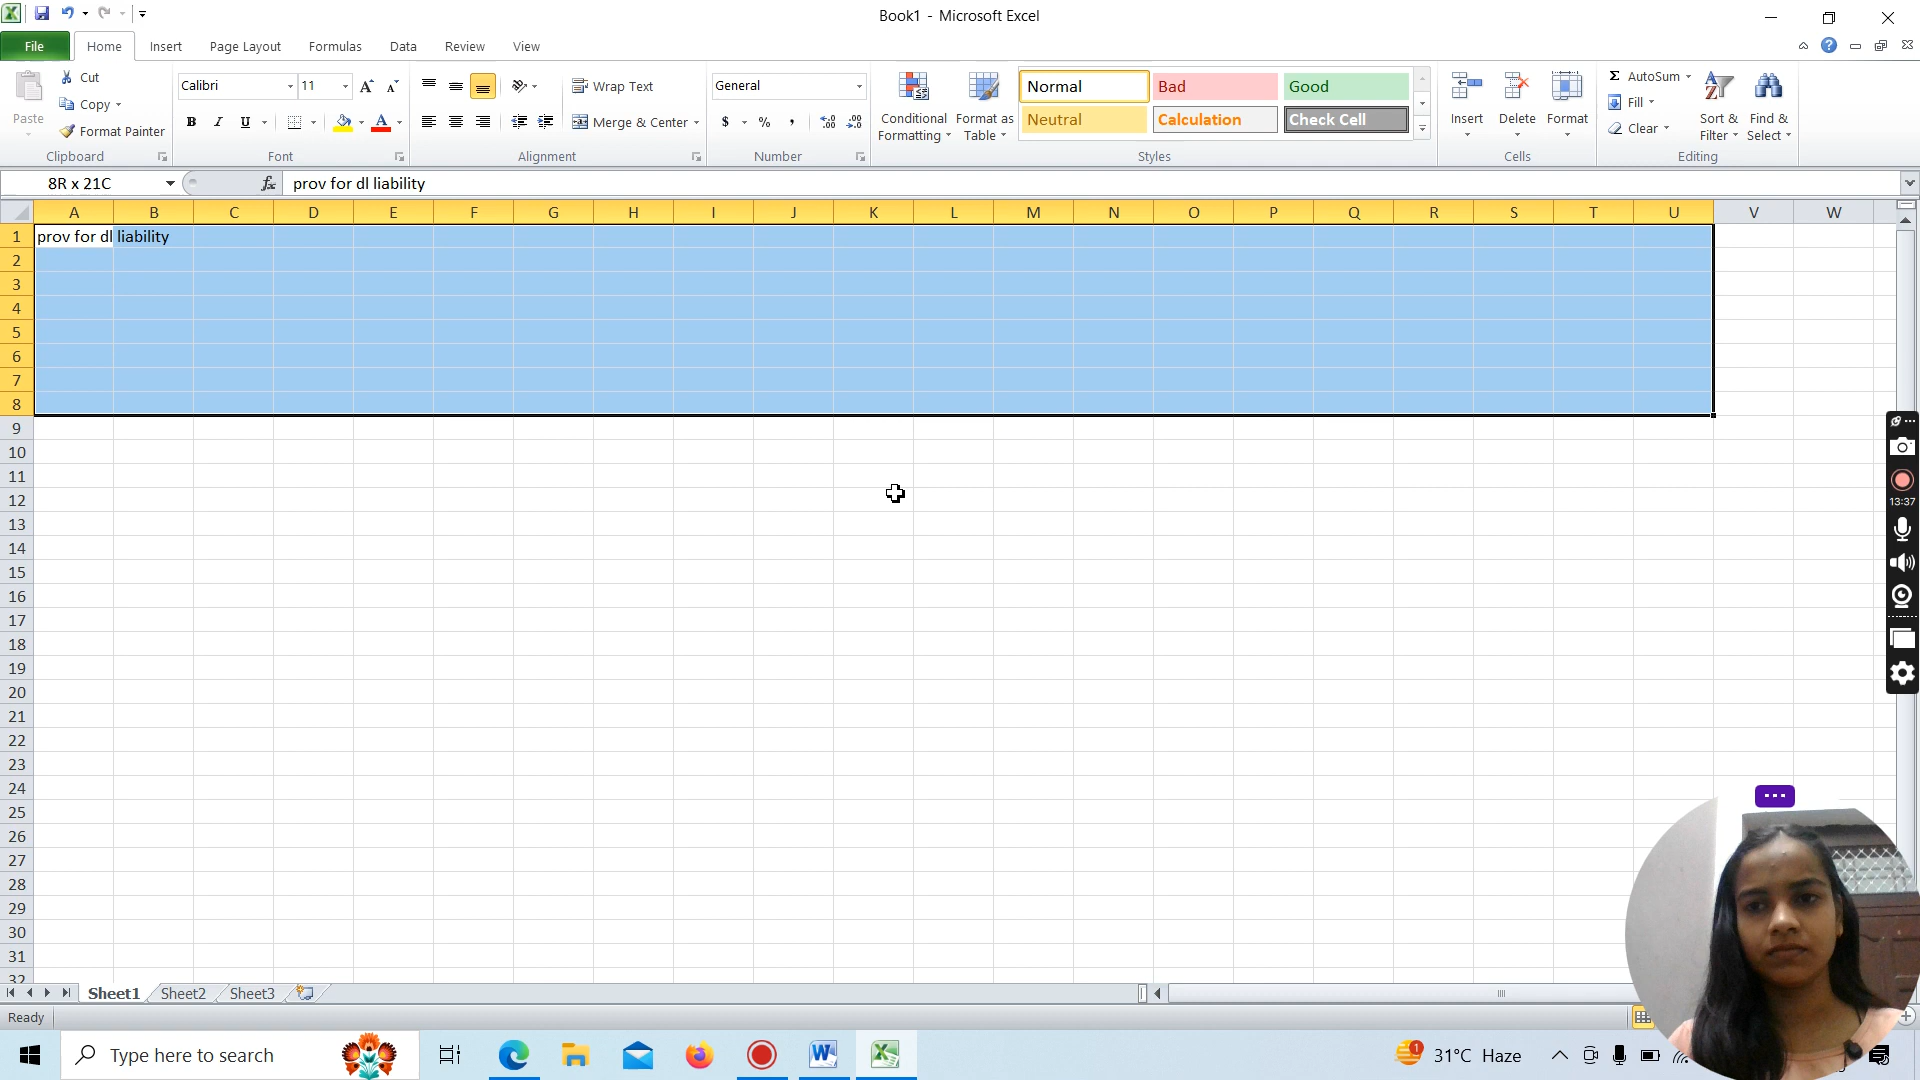 Book1 - Microsoft Excel
File Home Insert Page Layout Formulas Data Review View
Paste Cut Copy Format Painter Clipboard
Calibri 11 B I U Font
Wrap Text Merge & Center Alignment
General $ % , Number
Conditional Formatting Format as Table
Normal Bad Good
Neutral Calculation Check Cell
Styles
Insert Delete Format Cells
Σ AutoSum Fill Clear Sort & Filter Find & Select Editing
8R x 21C fx prov for dl liability
A B C D E F G H I J K L M N O P Q R S T U V W
1 prov for dl liability
2
3
4
5
6
7
8
9
10
11
12
13
14
15
16
17
18
19
20
21
22
23
24
25
26
27
28
29
30
31
32
13:37
Sheet1 Sheet2 Sheet3
Ready
Type here to search
1 31°C Haze